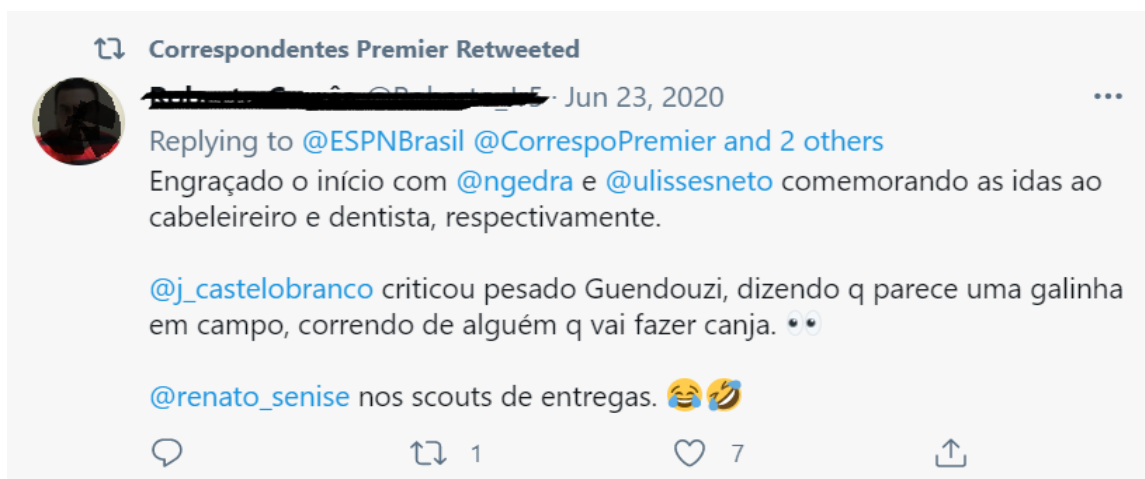 Correspondentes Premier Retweeted
· Jun 23, 2020
Replying to @ESPNBrasil @CorrespoPremier and 2 others
Engraçado o início com @ngedra e @ulissesneto comemorando as idas ao
cabeleireiro e dentista, respectivamente.
@j_castelobranco criticou pesado Guendouzi, dizendo q parece uma galinha
em campo, correndo de alguém q vai fazer canja. 👀
@renato_senise nos scouts de entregas. 😂🤣
1 7